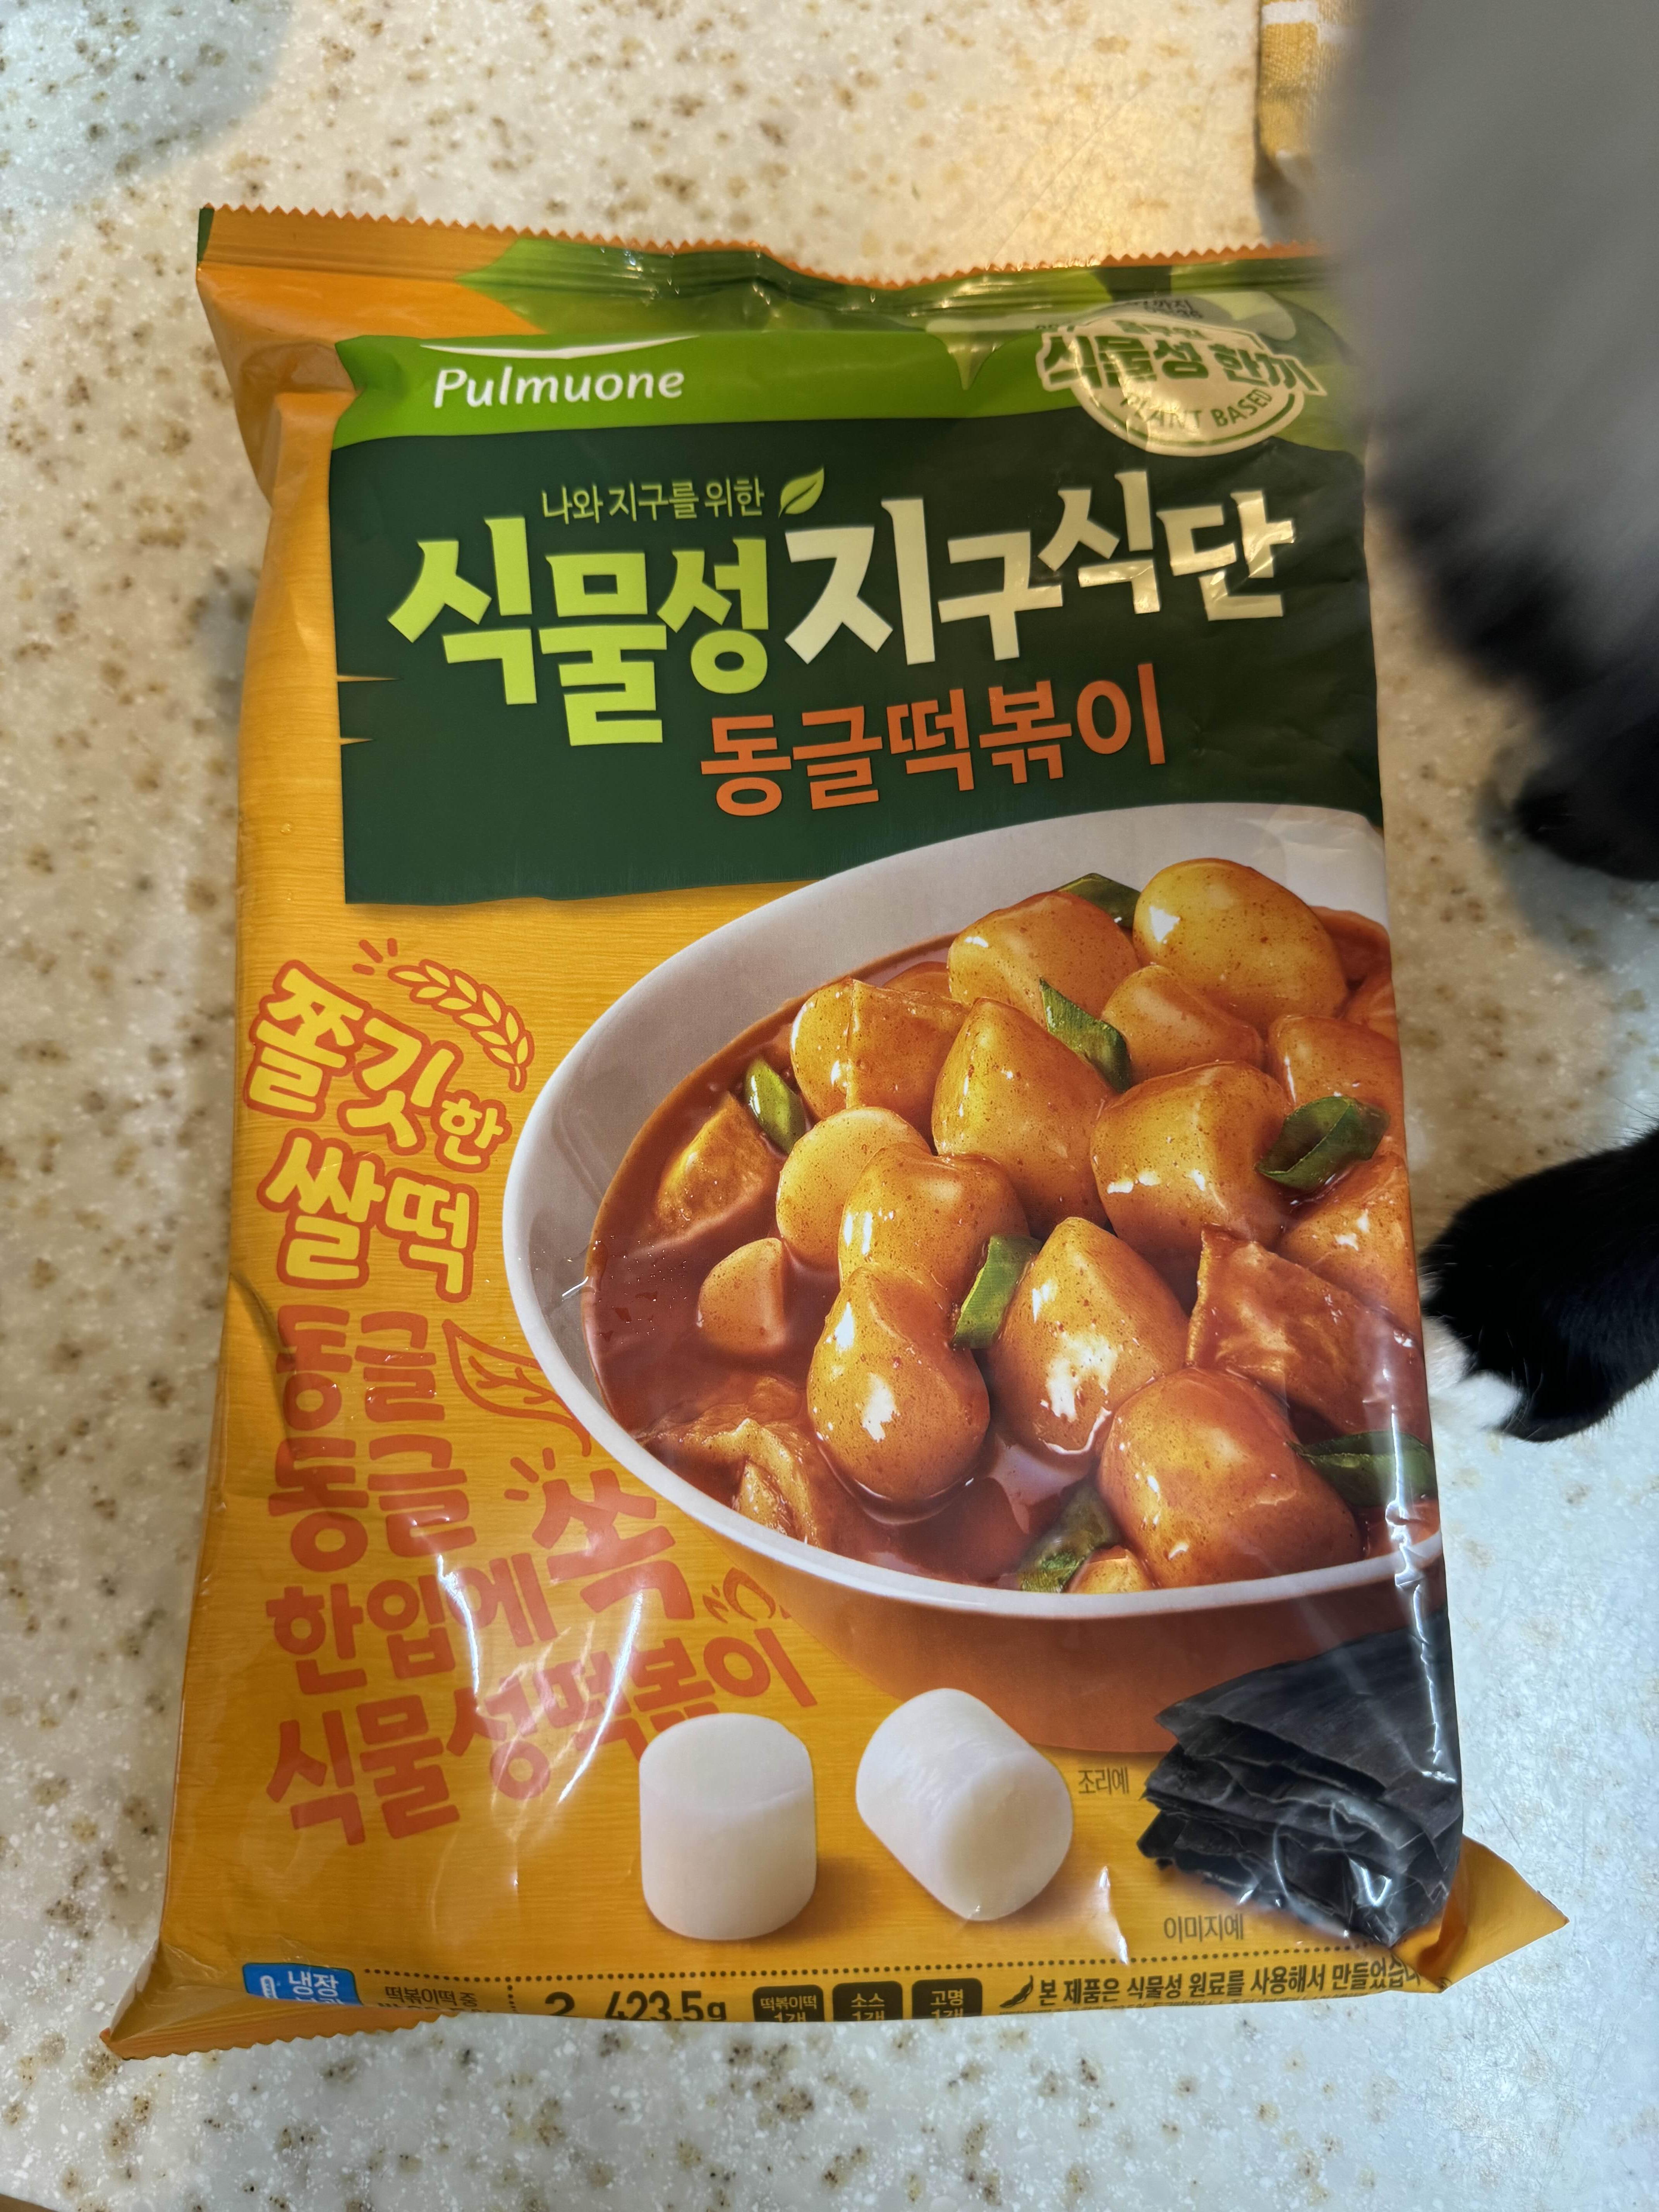 Pulmuone
식물성 한끼
PLANT BASED
나와 지구를 위한
식물성 지구식단
동글떡볶이
쫄깃한
쌀떡
동글
동글
한입에 쏙
식물성떡볶이
조리예
이미지예
냉장
떡볶이떡 중
2 423.5g
떡볶이떡 1개
소스 1개
고명 1개
본 제품은 식물성 원료를 사용해서 만들었습니